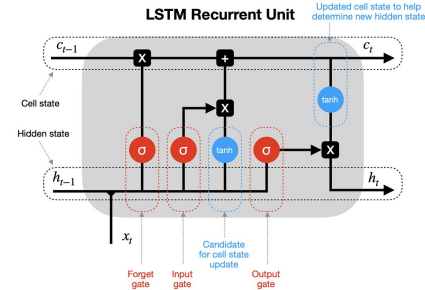 LSTM Recurrent Unit
Updated cell state to help
determine new hidden state
c_{t-1}
c_t
X
+
Cell state
tanh
X
Hidden state
σ
σ
tanh
σ
X
h_{t-1}
h_t
x_t
Candidate
for cell state
update
Forget
gate
Input
gate
Output
gate